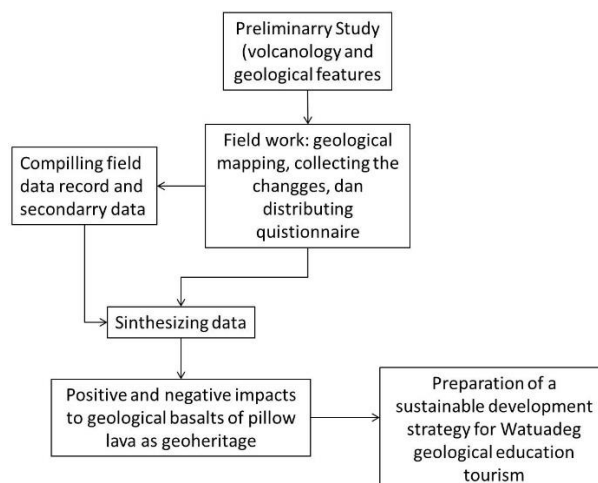 Preliminarry Study
(volcanology and
geological features
Field work: geological
mapping, collecting the
changges, dan
distributing
quistionnaire
Compilling field
data record and
secondarry data
Sinthesizing data
Positive and negative impacts
to geological basalts of pillow
lava as geoheritage
Preparation of a
sustainable development
strategy for Watuadeg
geological education
tourism